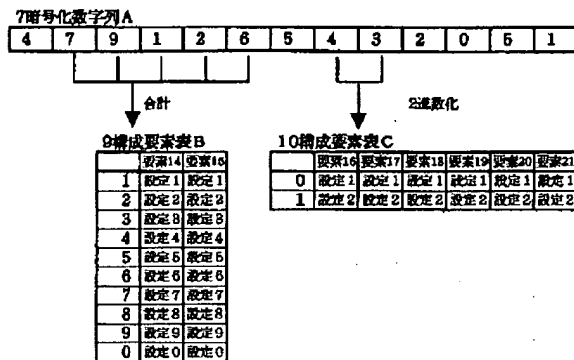 7暗号化数字列A
4 7 9 1 2 6 5 4 3 2 0 5 1
合計
2進数化
9構成要素表B
要素14 要素15
1 設定1 設定1
2 設定2 設定2
3 設定3 設定3
4 設定4 設定4
5 設定5 設定5
6 設定6 設定6
7 設定7 設定7
8 設定8 設定8
9 設定9 設定9
0 設定0 設定0
10構成要素表C
要素16 要素17 要素18 要素19 要素20 要素21
0 設定1 設定1 設定1 設定1 設定1 設定1
1 設定2 設定2 設定2 設定2 設定2 設定2